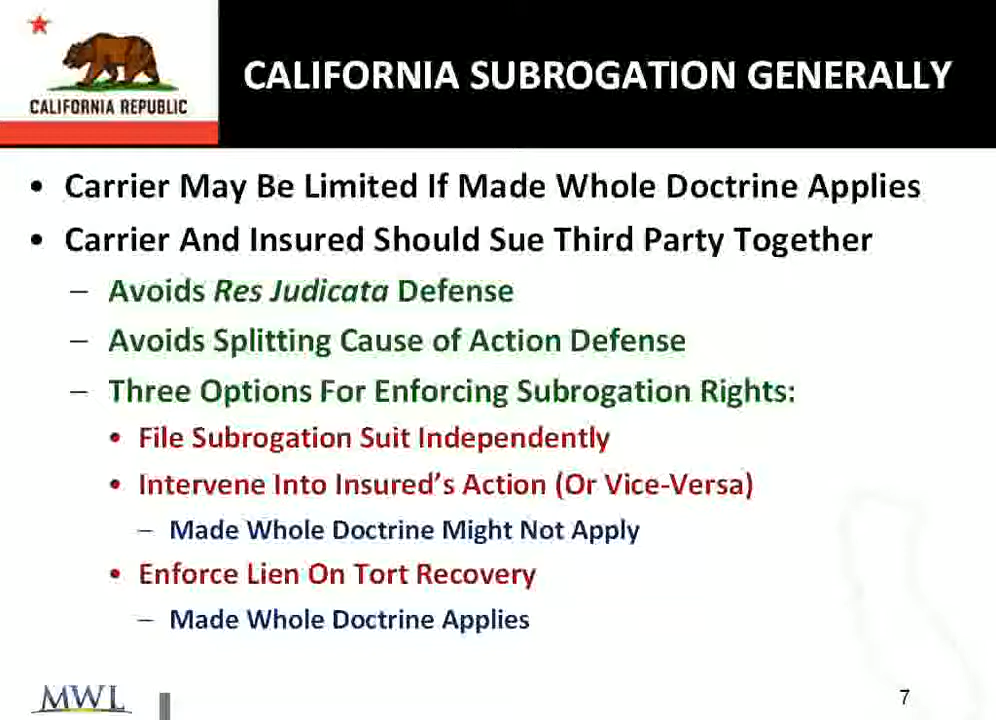 CALIFORNIA REPUBLIC
CALIFORNIA SUBROGATION GENERALLY
• Carrier May Be Limited If Made Whole Doctrine Applies
• Carrier And Insured Should Sue Third Party Together
– Avoids Res Judicata Defense
– Avoids Splitting Cause of Action Defense
– Three Options For Enforcing Subrogation Rights:
• File Subrogation Suit Independently
• Intervene Into Insured’s Action (Or Vice-Versa)
– Made Whole Doctrine Might Not Apply
• Enforce Lien On Tort Recovery
– Made Whole Doctrine Applies
MWL
7